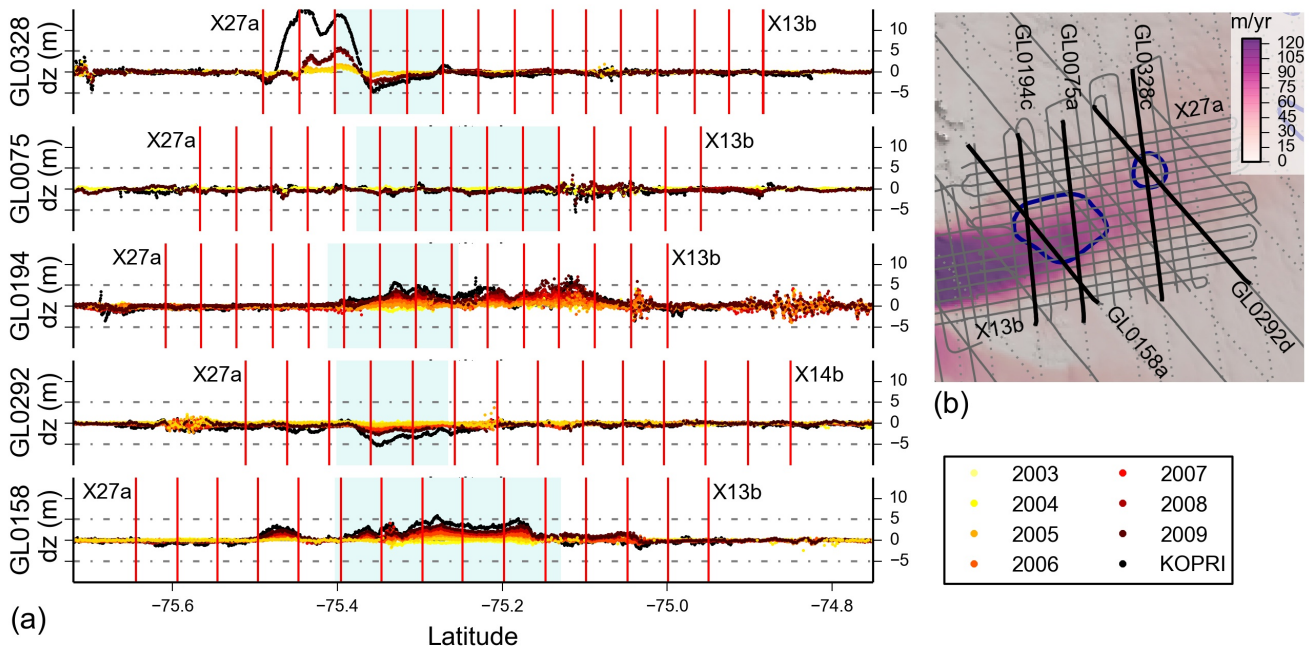 GL0328
dz (m)
X27a
X13b
10
5
0
−5
GL0075
dz (m)
X27a
X13b
10
5
0
−5
GL0194
dz (m)
X27a
X13b
10
5
0
−5
GL0292
dz (m)
X27a
X14b
10
5
0
−5
GL0158
dz (m)
X27a
X13b
10
5
0
−5
−75.6
−75.4
−75.2
−75.0
−74.8
Latitude
(a)
m/yr
120
105
90
75
60
45
30
15
0
GL0194c
GL0075a
GL0328c
X27a
X13b
GL0158a
GL0292d
(b)
2003
2004
2005
2006
2007
2008
2009
KOPRI